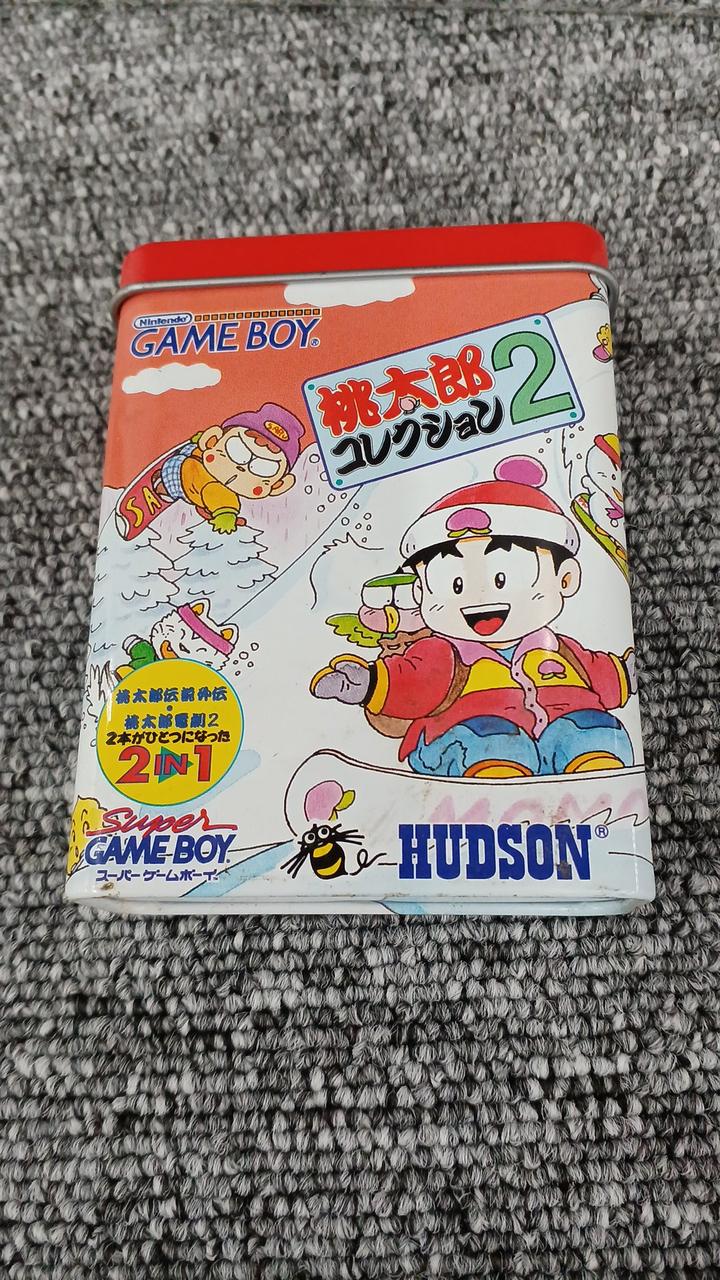 Nintendo
GAME BOY®
桃太郎
コレクション2
SA
桃太郎伝説外伝
・
桃太郎電劇2
2本がひとつになった
2IN1
Super
GAME BOY®
スーパーゲームボーイ
HUDSON®
MOMO